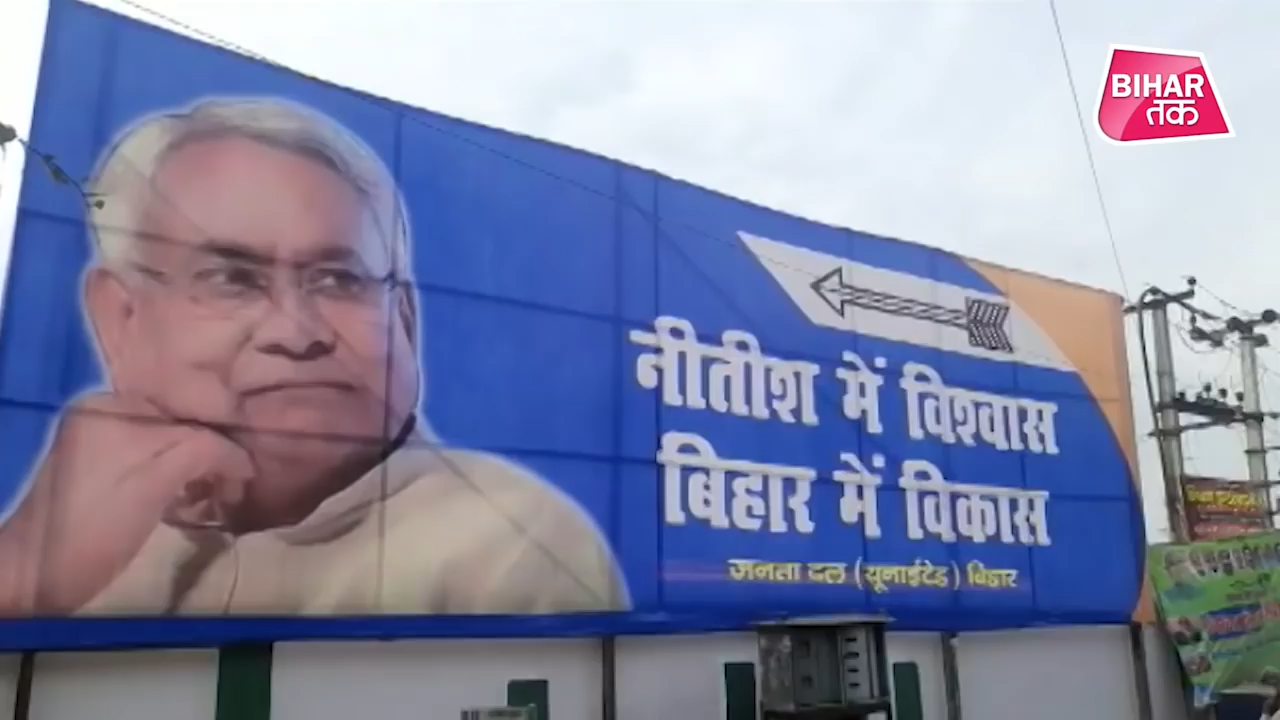 BIHAR
तक
नीतीश में विश्वास
बिहार में विकास
जनता दल (यूनाईटेड) बिहार